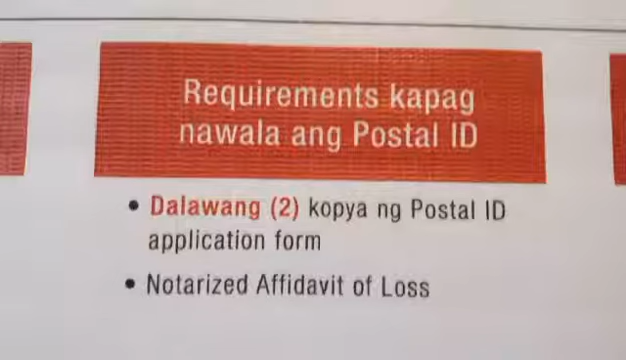 Requirements kapag
nawala ang Postal ID
• Dalawang (2) kopya ng Postal ID
application form
• Notarized Affidavit of Loss